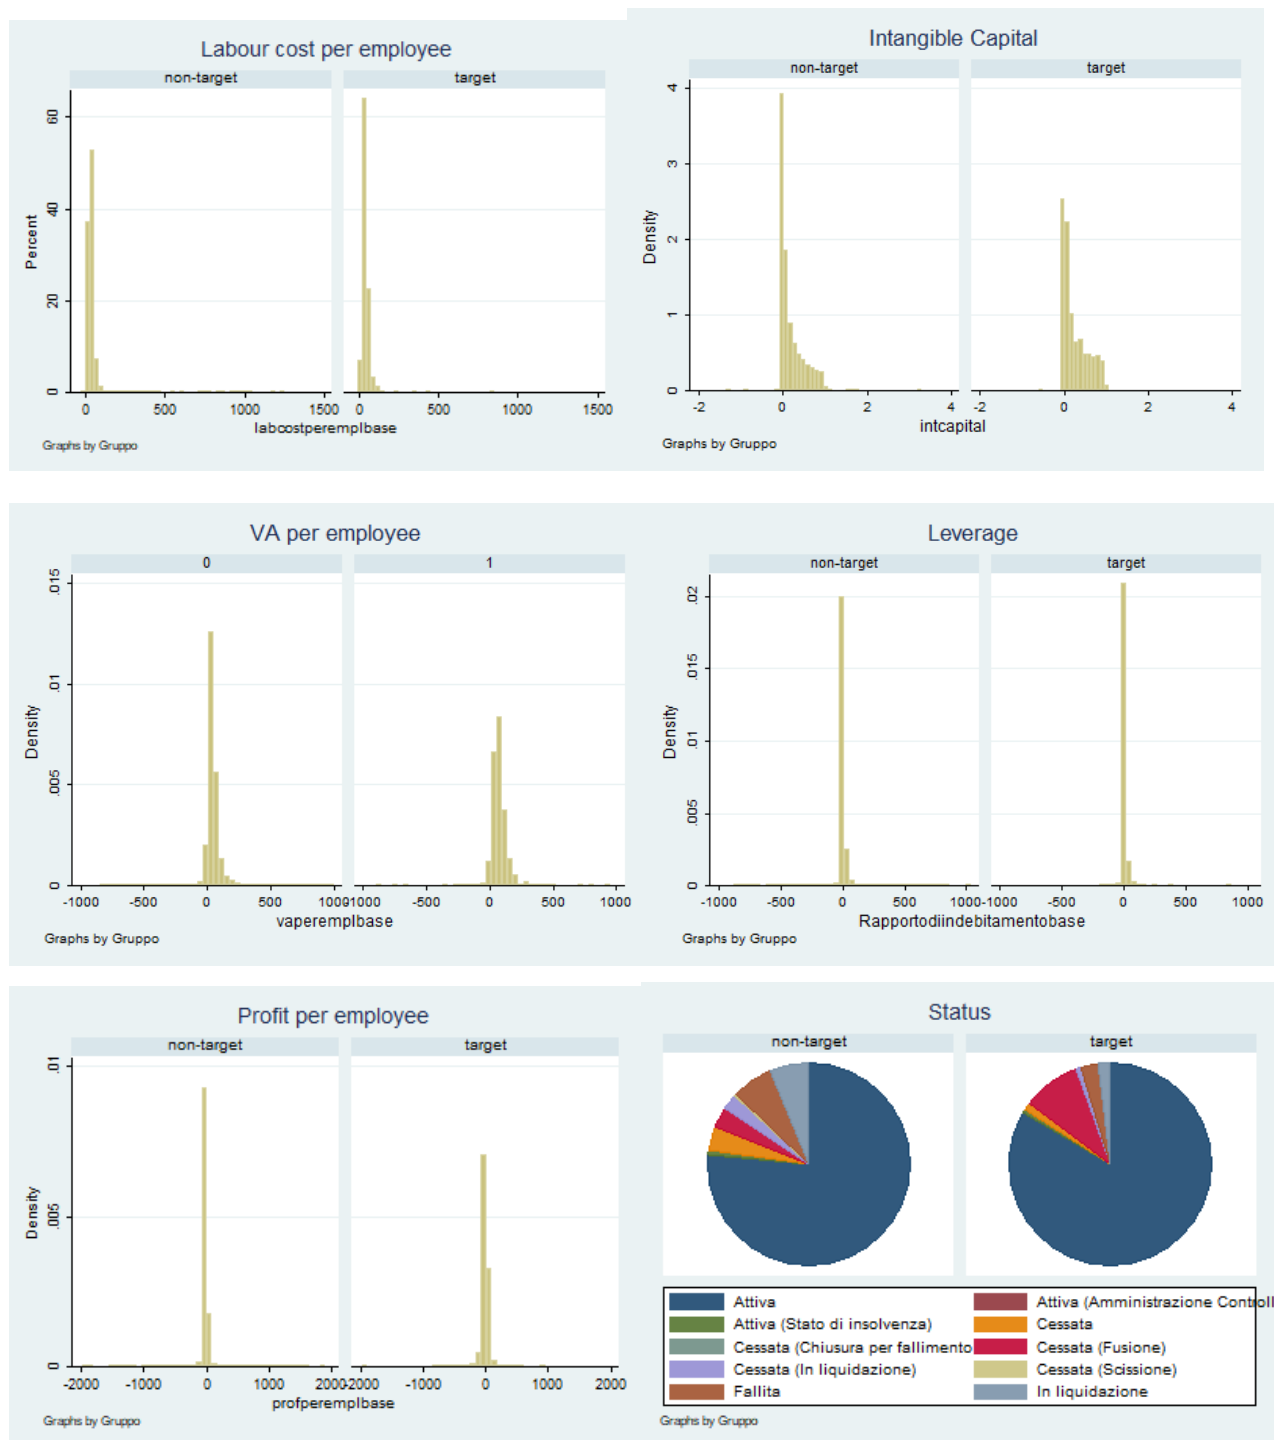 Labour cost per employee
non-target target
Percent
0 20 40 60
0 500 1000 1500 0 500 1000 1500
labcostperemplbase
Graphs by Gruppo
Intangible Capital
non-target target
Density
0 1 2 3 4
-2 0 2 4 -2 0 2 4
intcapital
Graphs by Gruppo
VA per employee
0 1
Density
0 .005 .01 .015
-1000 -500 0 500 1000 -1000 -500 0 500 1000
vaperemplbase
Graphs by Gruppo
Leverage
non-target target
Density
0 .005 .01 .015 .02
-1000 -500 0 500 1000 -1000 -500 0 500 1000
Rapportodiindebitamentobase
Graphs by Gruppo
Profit per employee
non-target target
Density
0 .005 .01
-2000 -1000 0 1000 2000 -2000 -1000 0 1000 2000
profperemplbase
Graphs by Gruppo
Status
non-target target
Attiva Attiva (Amministrazione Controll
Attiva (Stato di insolvenza) Cessata
Cessata (Chiusura per fallimento Cessata (Fusione)
Cessata (In liquidazione) Cessata (Scissione)
Fallita In liquidazione
Graphs by Gruppo